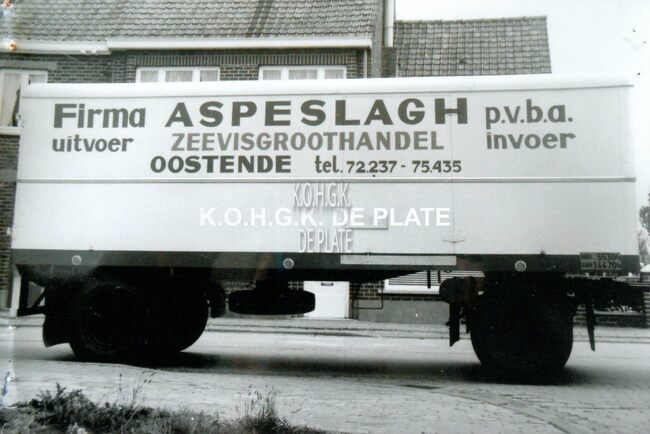 Firma ASPESLAGH p.v.b.a.
uitvoer ZEEVISGROOTHANDEL invoer
OOSTENDE tel. 72.237 - 75.435
K.O.H.G.K.
DE PLATE
K.O.H.G.K. DE PLATE